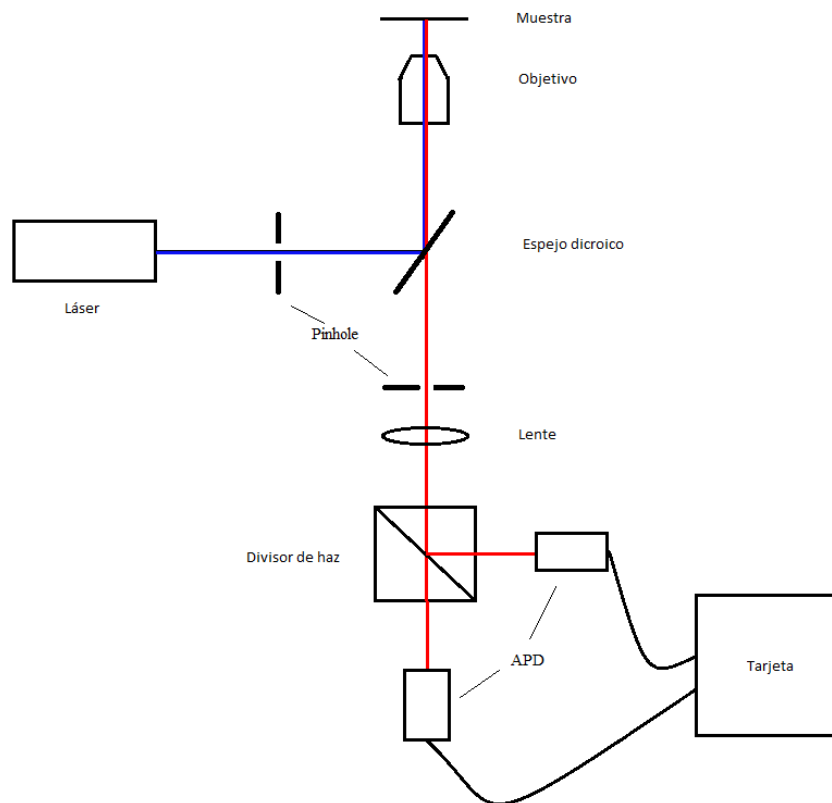 Muestra
Objetivo
Espejo dicroico
Láser
Pinhole
Lente
Divisor de haz
APD
Tarjeta